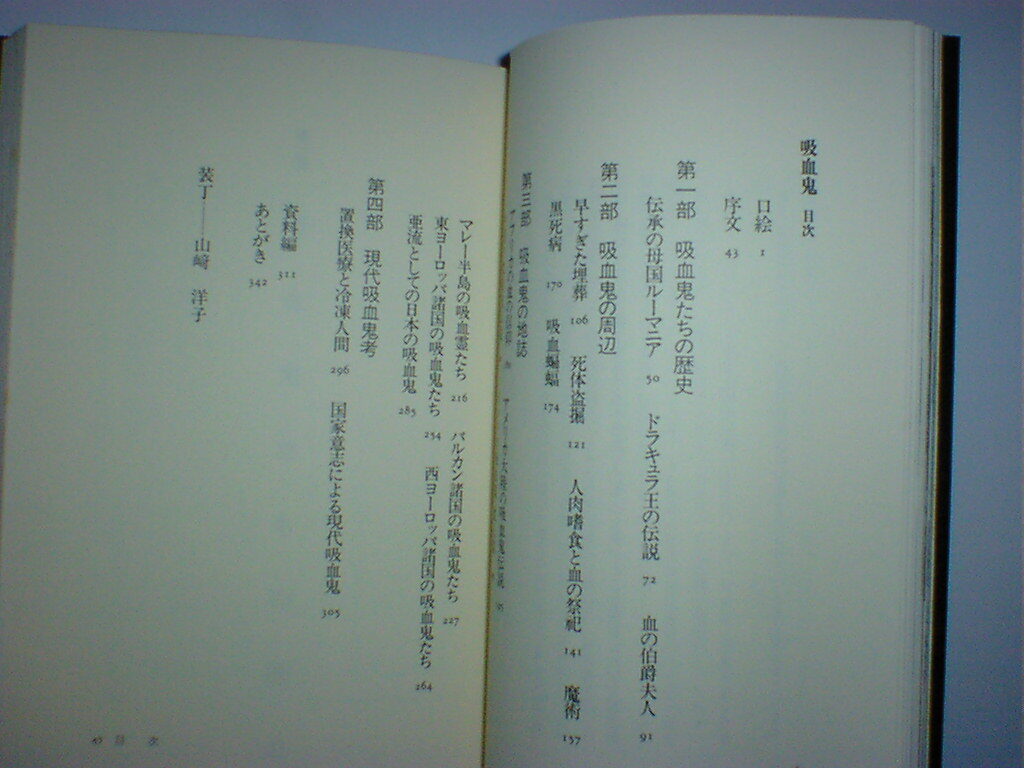 吸血鬼 目次
口絵 1
序文 43
第一部 吸血鬼たちの歴史
伝承の母国ルーマニア 50 ドラキュラ王の伝説 72 血の伯爵夫人 91
第二部 吸血鬼の周辺
早すぎた埋葬 106 死体盗掘 121 人肉嗜食と血の祭祀 141 魔術 157
黒死病 170 吸血蝙蝠 174
第三部 吸血鬼の地誌
マレー半島の吸血霊たち 216 バルカン諸国の吸血鬼たち 227
東ヨーロッパ諸国の吸血鬼たち 254 西ヨーロッパ諸国の吸血鬼たち 264
亜流としての日本の吸血鬼 285
第四部 現代吸血鬼考
置換医療と冷凍人間 296 国家意志による現代吸血鬼 305
資料編 311
あとがき 342
装丁——山崎 洋子
45 目 次